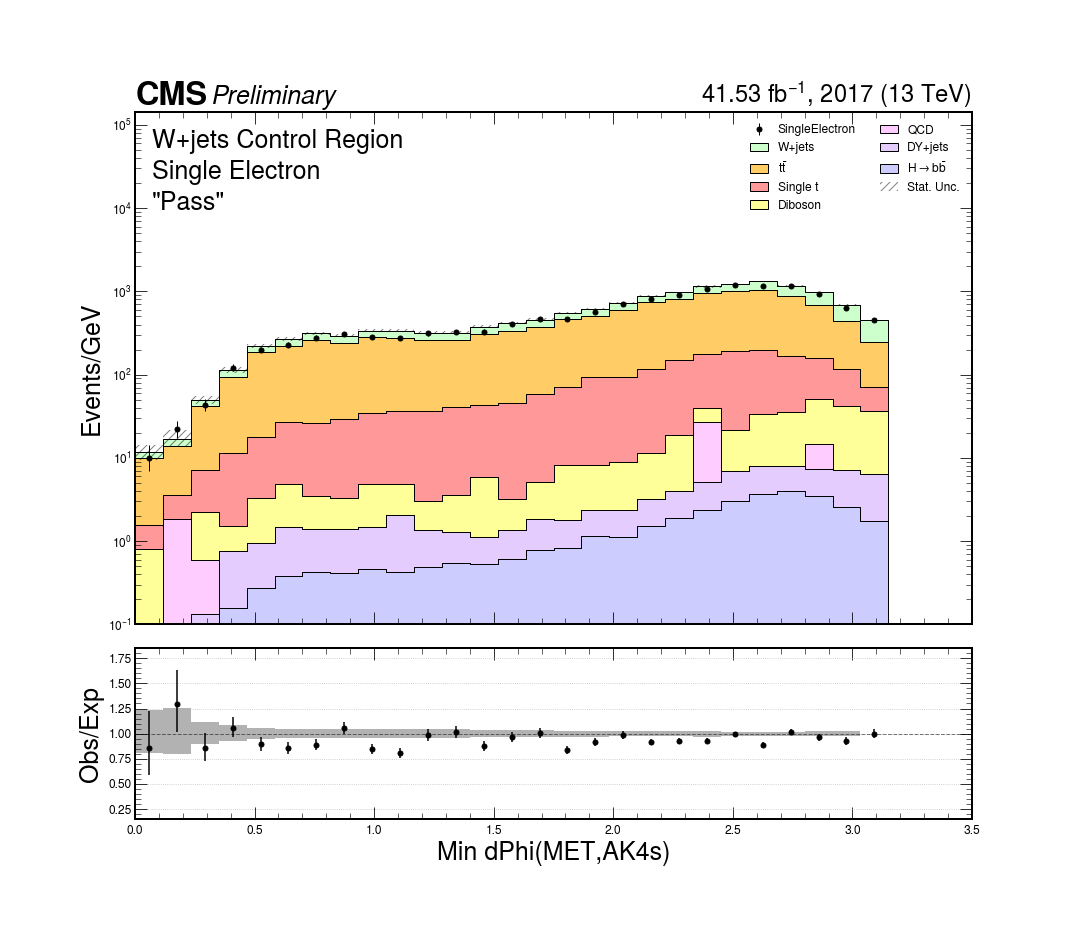 CMS Preliminary
41.53 fb⁻¹, 2017 (13 TeV)
W+jets Control Region
Single Electron
"Pass"
SingleElectron
W+jets
tt̄
Single t
Diboson
QCD
DY+jets
H→bb̄
Stat. Unc.
Events/GeV
10⁵
10⁴
10³
10²
10¹
10⁰
10⁻¹
Obs/Exp
1.75
1.50
1.25
1.00
0.75
0.50
0.25
0.0 0.5 1.0 1.5 2.0 2.5 3.0 3.5
Min dPhi(MET,AK4s)